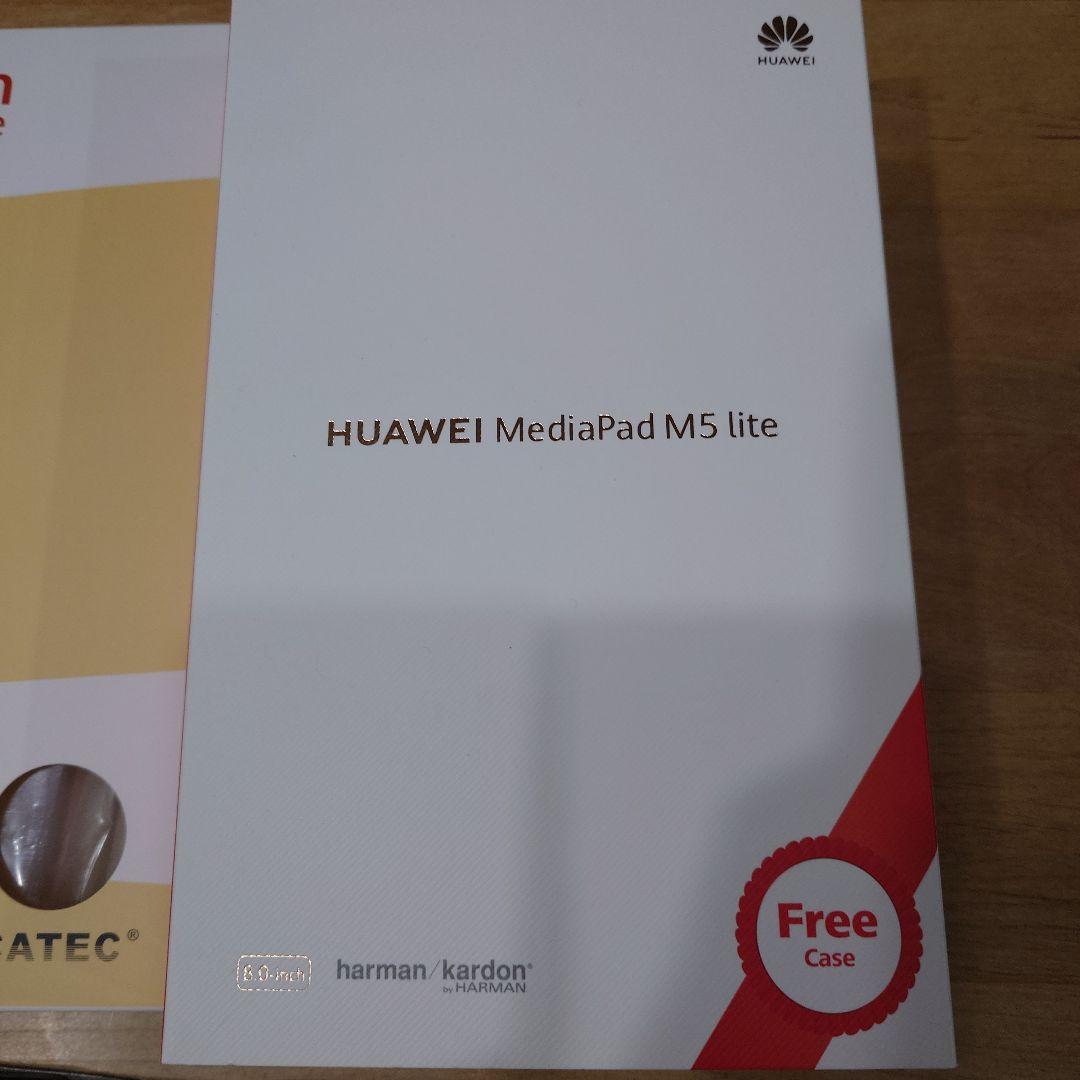 HUAWEI
HUAWEI MediaPad M5 lite
8.0-inch
harman/kardon®
by HARMAN
Free
Case
CATEC®